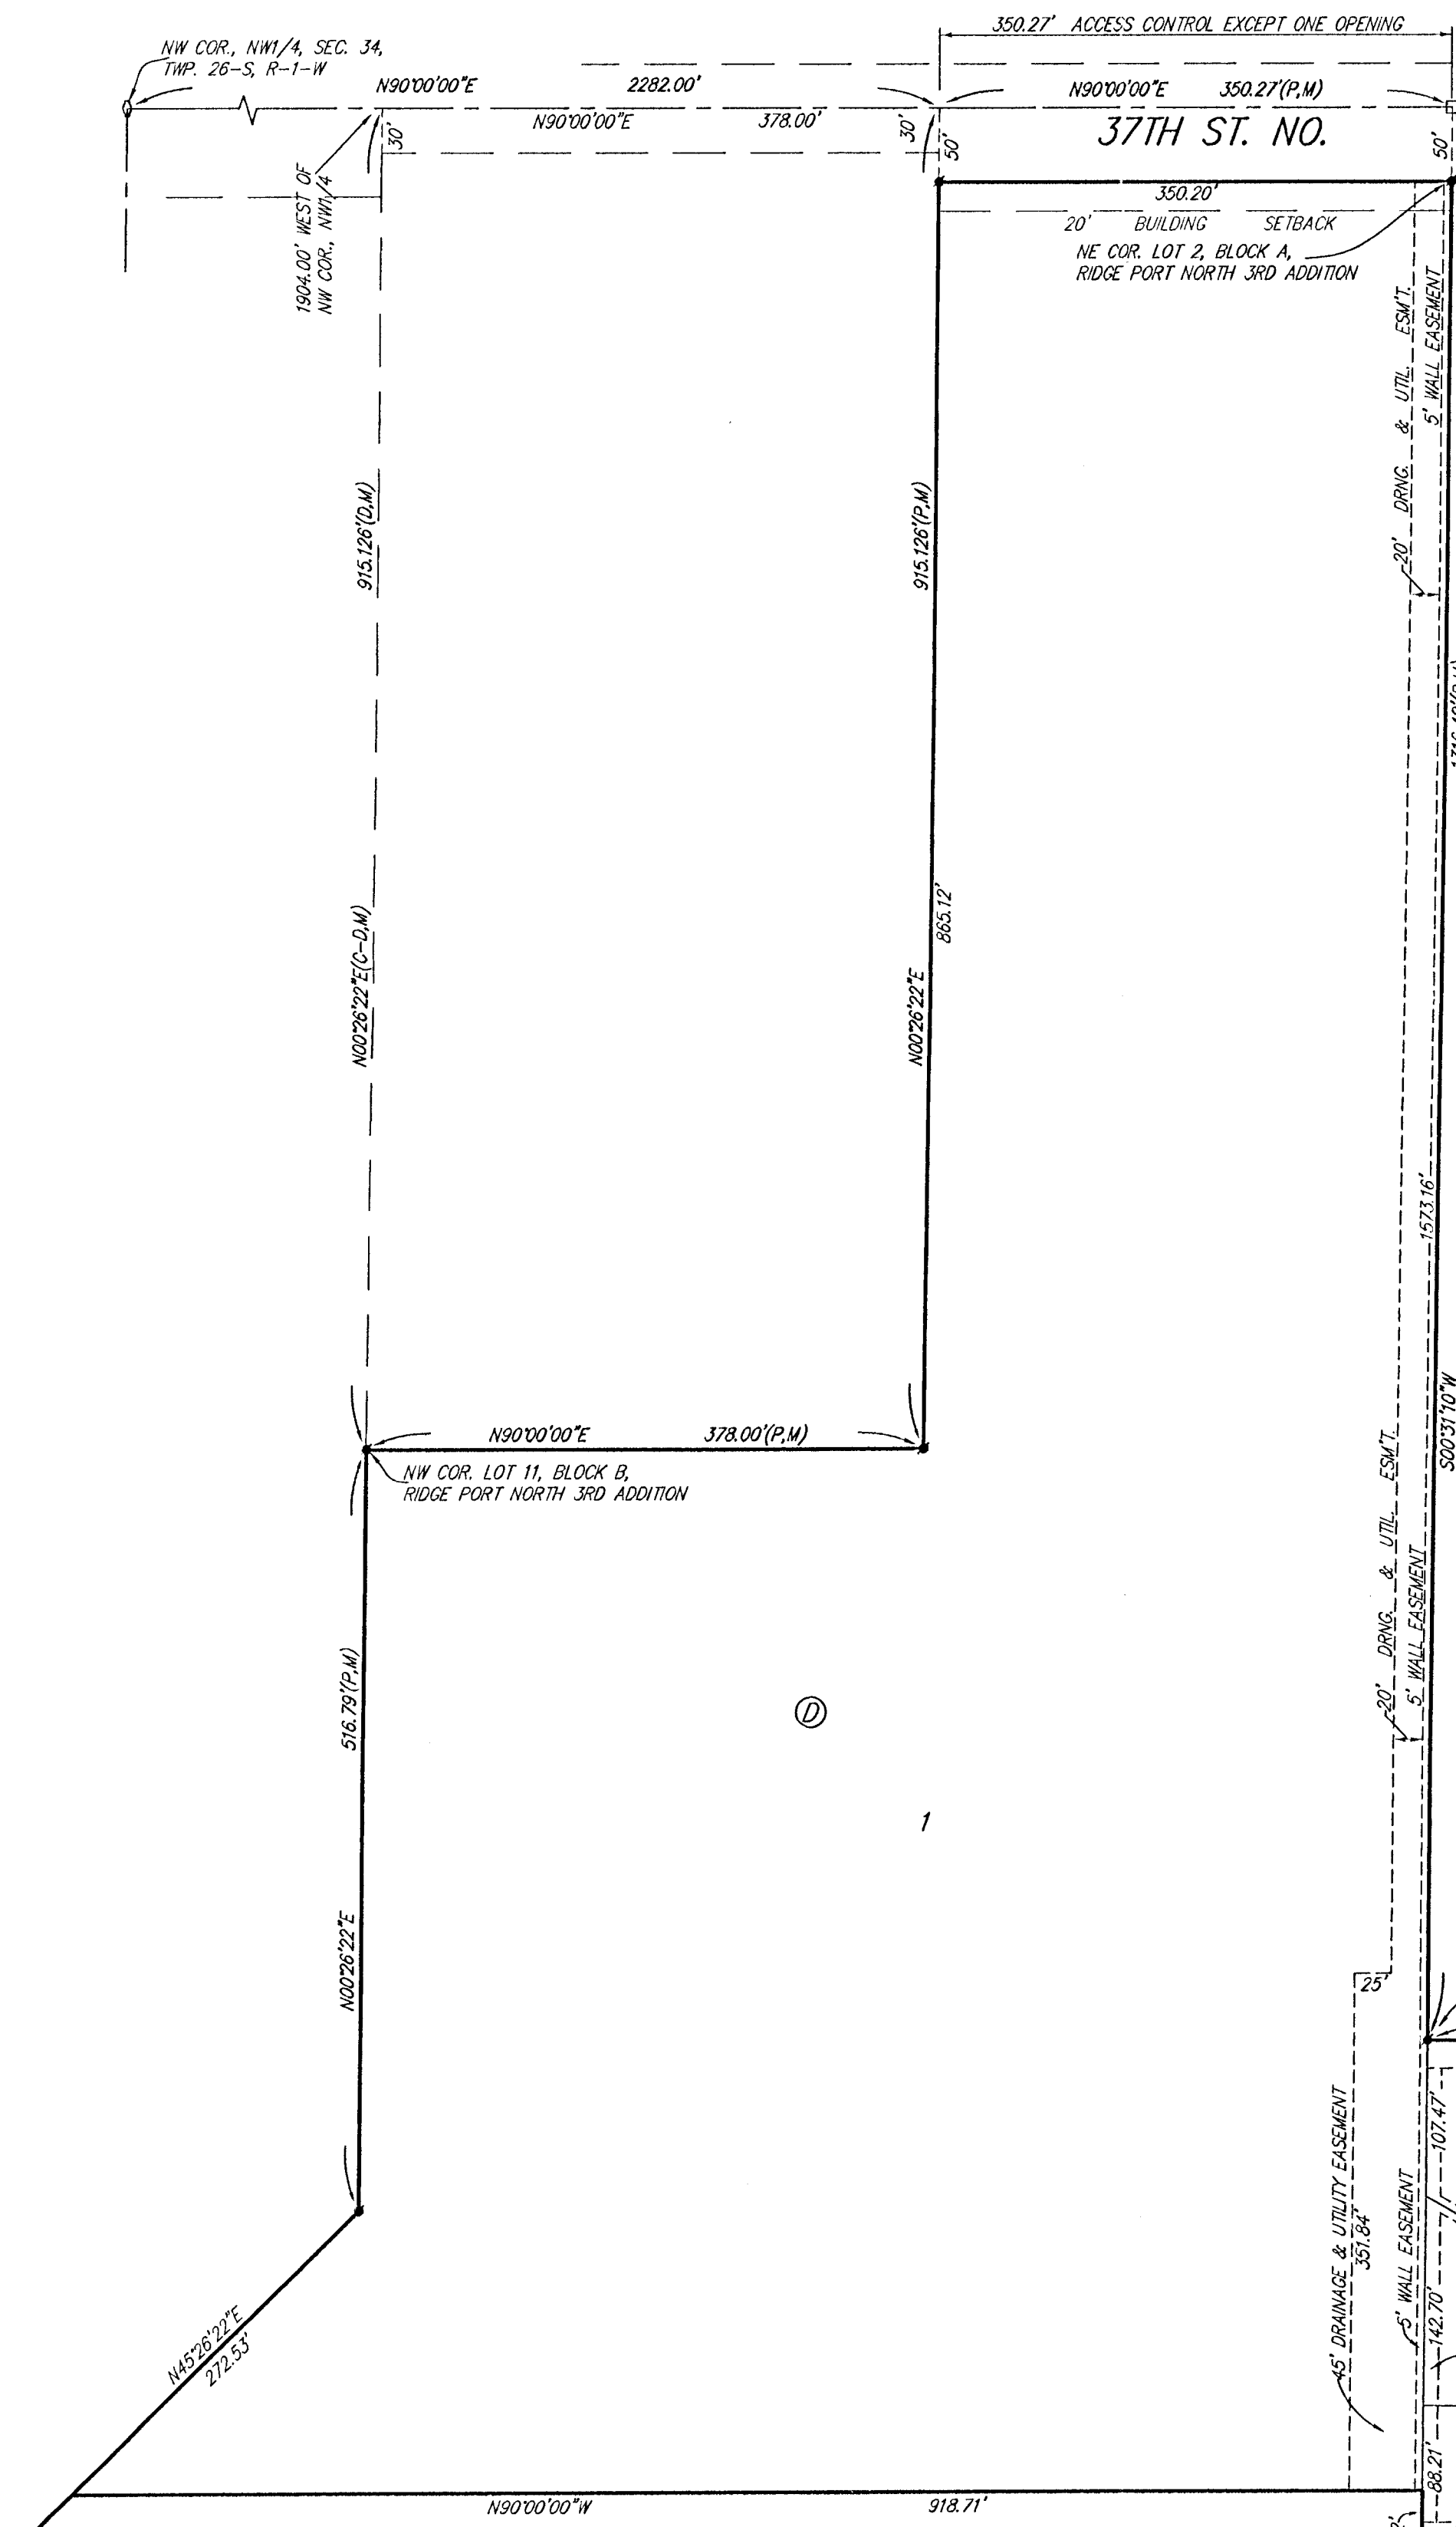 350.27' ACCESS CONTROL EXCEPT ONE OPENING
NW COR., NW1/4, SEC. 34,
TWP. 26-S, R-1-W
N90°00'00"E 2282.00'
N90°00'00"E 350.27'(P,M)
N90°00'00"E 378.00'
30'
30'
50'
50'
37TH ST. NO.
1904.00' WEST OF
NW COR., NW1/4
350.20'
20' BUILDING SETBACK
NE COR. LOT 2, BLOCK A,
RIDGE PORT NORTH 3RD ADDITION
20' DRNG. & UTIL. ESM'T.
5' WALL EASEMENT
915.126'(D,M)
915.126'(P,M)
865.12'
N00°26'22"E(C-D,M)
N00°26'22"E
1573.16'
S00°31'10"W
N90°00'00"E 378.00'(P,M)
NW COR. LOT 11, BLOCK B,
RIDGE PORT NORTH 3RD ADDITION
20' DRNG. & UTIL. ESM'T.
5' WALL EASEMENT
516.79'(P,M)
D
1
N00°26'22"E
25'
45' DRAINAGE & UTILITY EASEMENT
351.84'
5' WALL EASEMENT
107.47'
142.70'
88.21'
N45°26'22"E
272.53'
N90°00'00"W 918.71'